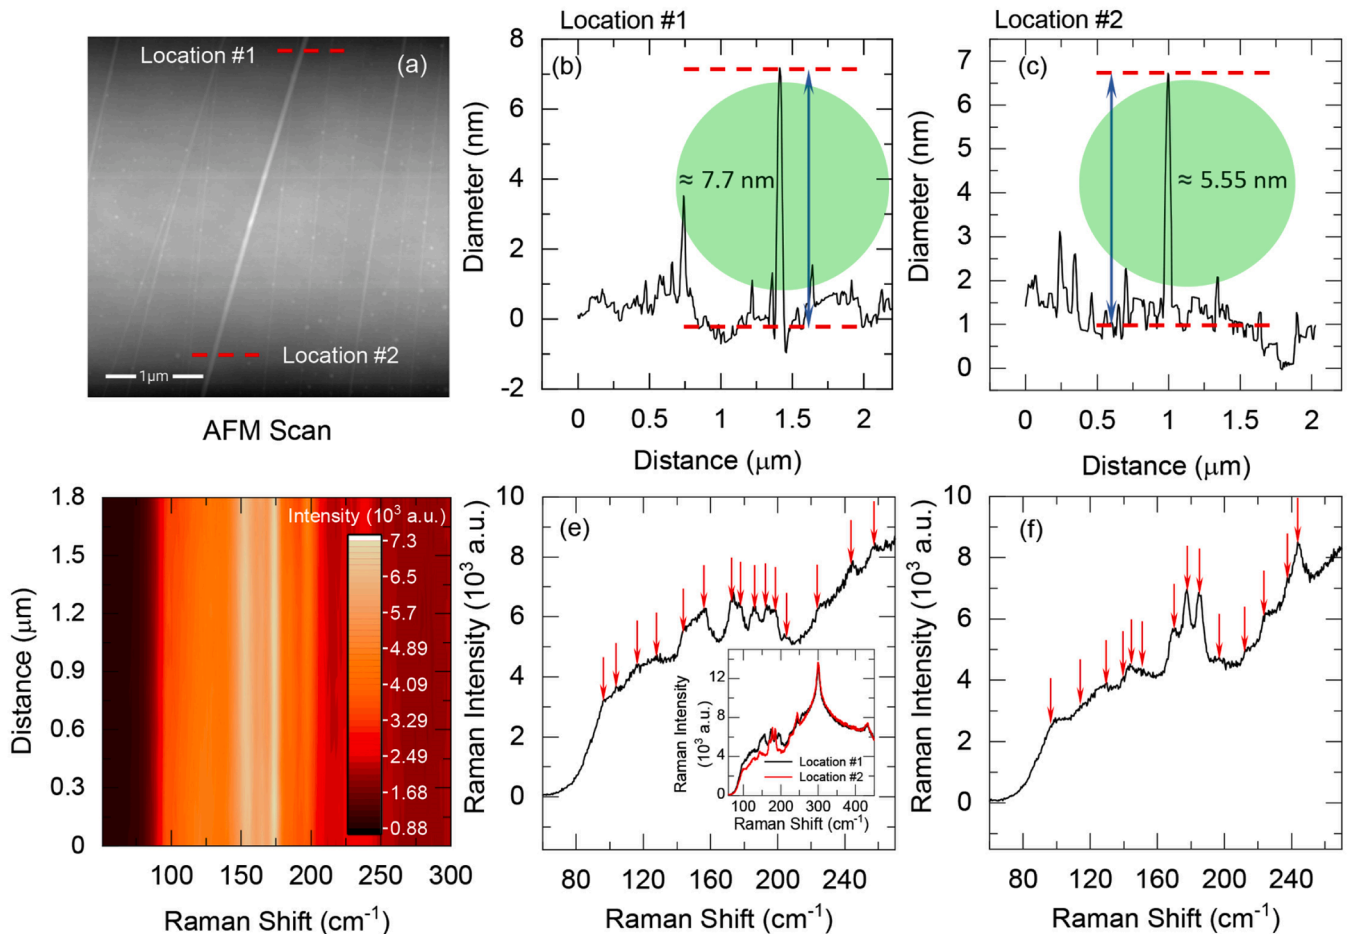 Location #1
Location #2
Location #1
(a)
Location #2
1µm
AFM Scan
(b)
≈ 7.7 nm
8
6
4
2
0
-2
Diameter (nm)
0 0.5 1 1.5 2
Distance (µm)
(c)
≈ 5.55 nm
7
6
5
4
3
2
1
0
Diameter (nm)
0 0.5 1 1.5 2
Distance (µm)
Intensity (10³ a.u.)
7.3
6.5
5.7
4.89
4.09
3.29
2.49
1.68
0.88
1.8
1.5
1.2
0.9
0.6
0.3
0
Distance (µm)
100 150 200 250 300
Raman Shift (cm⁻¹)
(e)
10
8
6
4
2
0
Raman Intensity (10³ a.u.)
80 120 160 200 240
Raman Shift (cm⁻¹)
12
8
4
0
Raman Intensity
(10³ a.u.)
Location #1
Location #2
100 200 300 400
Raman Shift (cm⁻¹)
(f)
10
8
6
4
2
0
Raman Intensity (10³ a.u.)
80 120 160 200 240
Raman Shift (cm⁻¹)